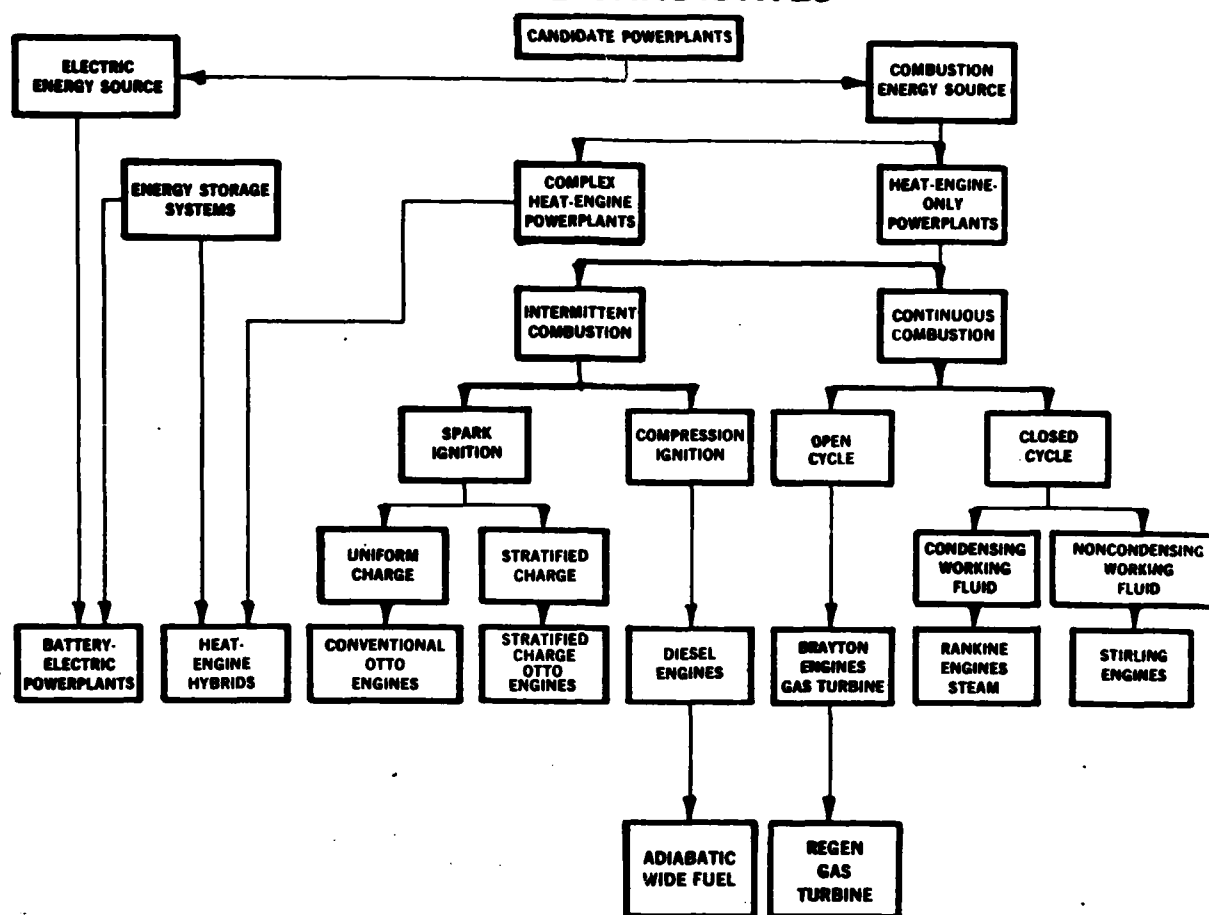 CANDIDATE POWERPLANTS
ELECTRIC
ENERGY SOURCE
COMBUSTION
ENERGY SOURCE
ENERGY STORAGE
SYSTEMS
COMPLEX
HEAT-ENGINE
POWERPLANTS
HEAT-ENGINE-
ONLY
POWERPLANTS
INTERMITTENT
COMBUSTION
CONTINUOUS
COMBUSTION
SPARK
IGNITION
COMPRESSION
IGNITION
OPEN
CYCLE
CLOSED
CYCLE
UNIFORM
CHARGE
STRATIFIED
CHARGE
CONDENSING
WORKING
FLUID
NONCONDENSING
WORKING
FLUID
BATTERY-
ELECTRIC
POWERPLANTS
HEAT-
ENGINE
HYBRIDS
CONVENTIONAL
OTTO
ENGINES
STRATIFIED
CHARGE
OTTO
ENGINES
DIESEL
ENGINES
BRAYTON
ENGINES
GAS TURBINE
RANKINE
ENGINES
STEAM
STIRLING
ENGINES
ADIABATIC
WIDE FUEL
REGEN
GAS
TURBINE